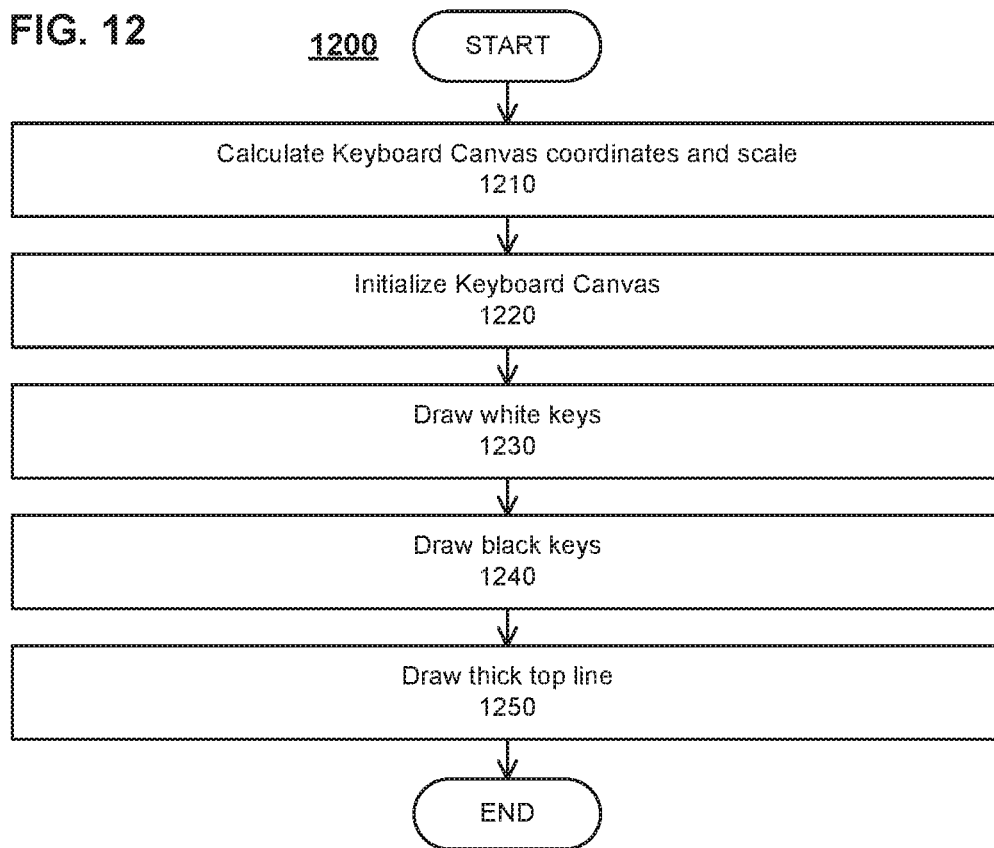 FIG. 12
1200
START
Calculate Keyboard Canvas coordinates and scale
1210
Initialize Keyboard Canvas
1220
Draw white keys
1230
Draw black keys
1240
Draw thick top line
1250
END